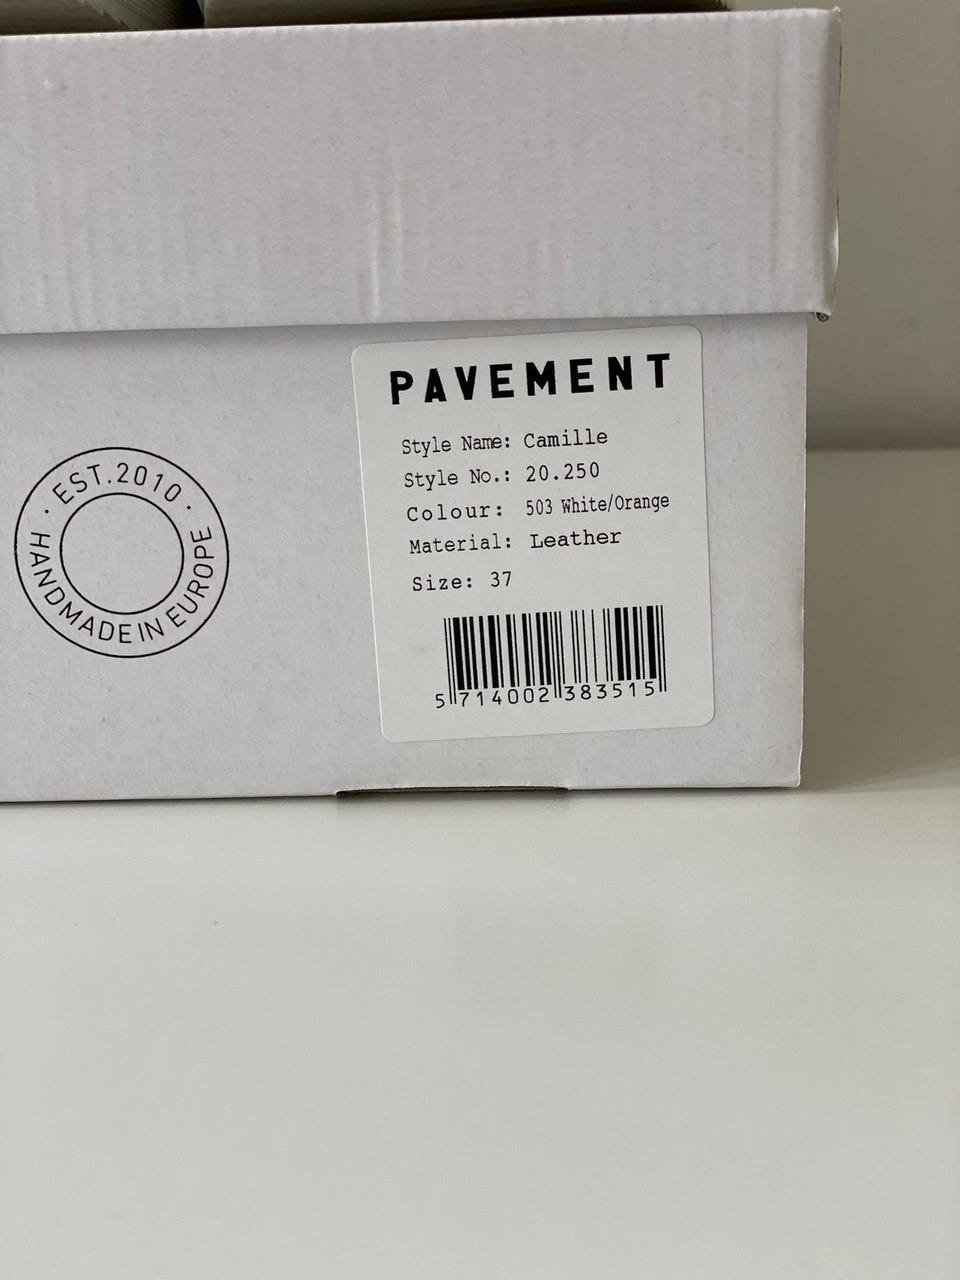 · EST.2010 ·
HANDMADE IN EUROPE
PAVEMENT
Style Name: Camille
Style No.: 20.250
Colour: 503 White/Orange
Material: Leather
Size: 37
5 714002 383515